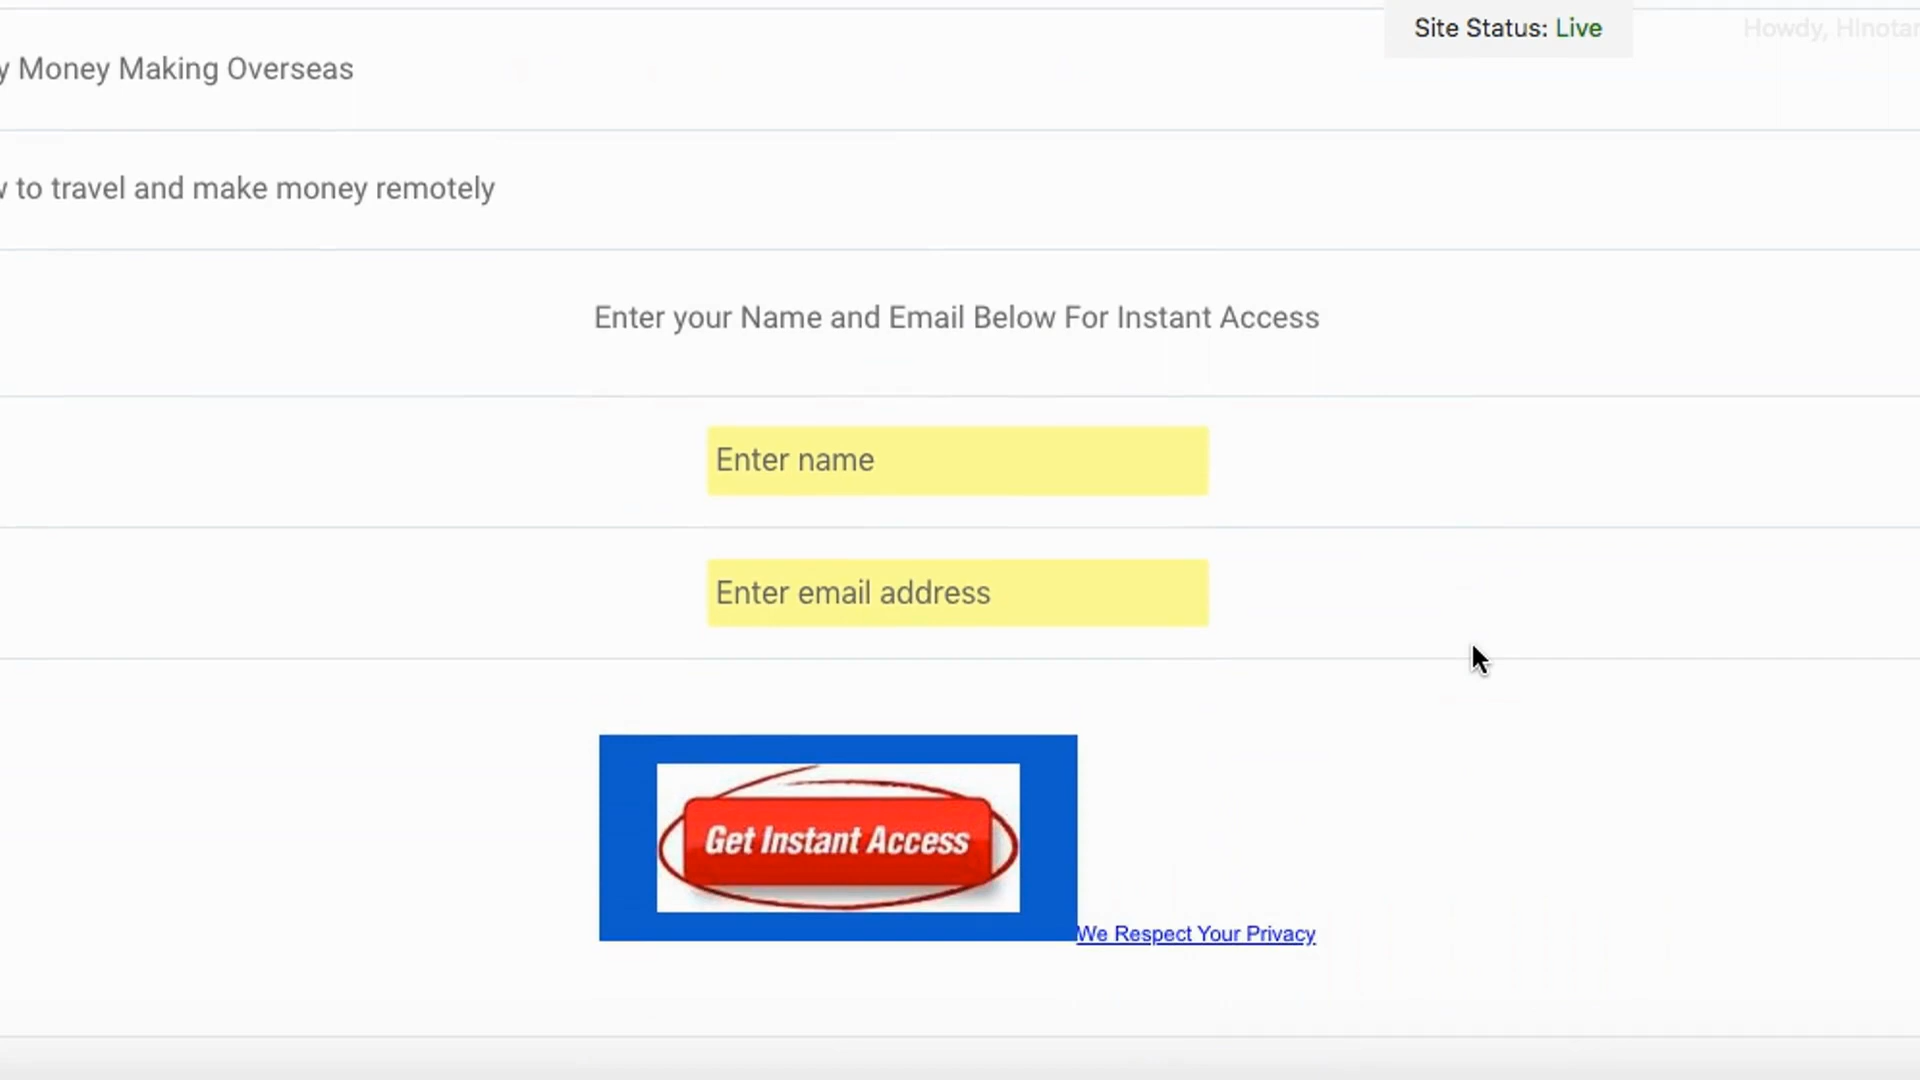 Site Status: Live
Howdy,
y Money Making Overseas
to travel and make money remotely
Enter your Name and Email Below For Instant Access
Enter name
Enter email address
Get Instant Access
We Respect Your Privacy